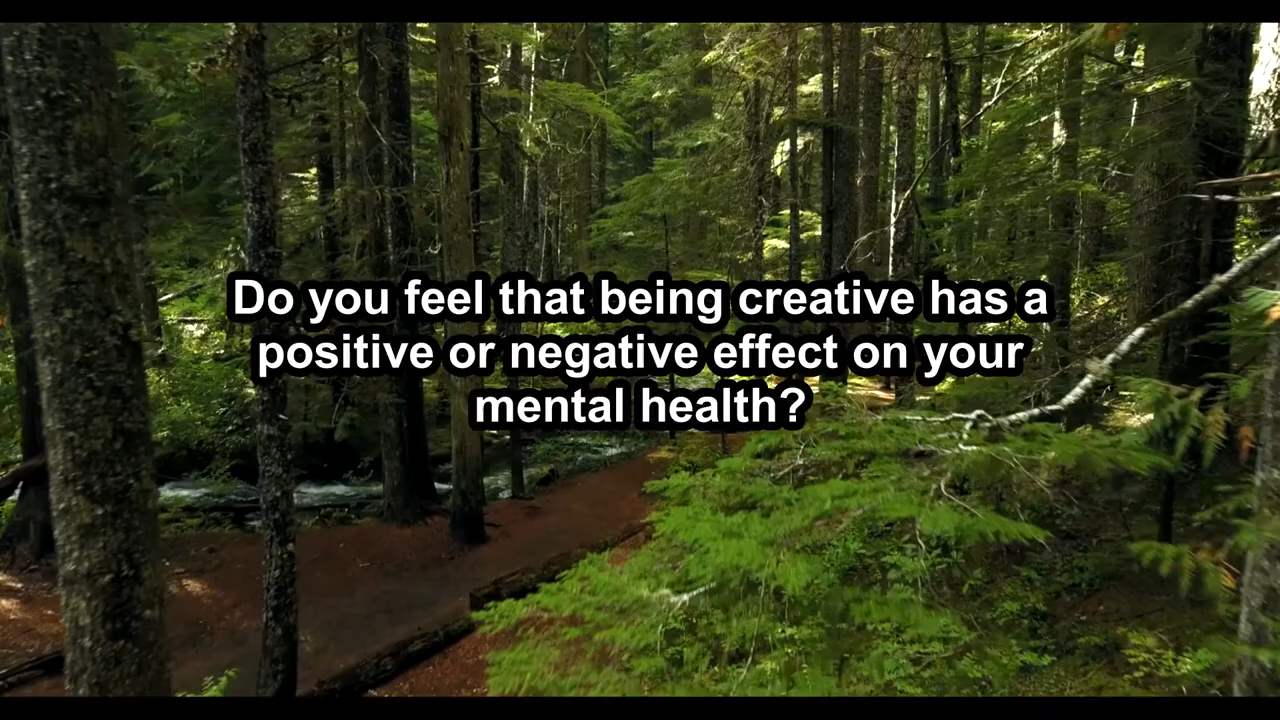 Do you feel that being creative has a
positive or negative effect on your
mental health?